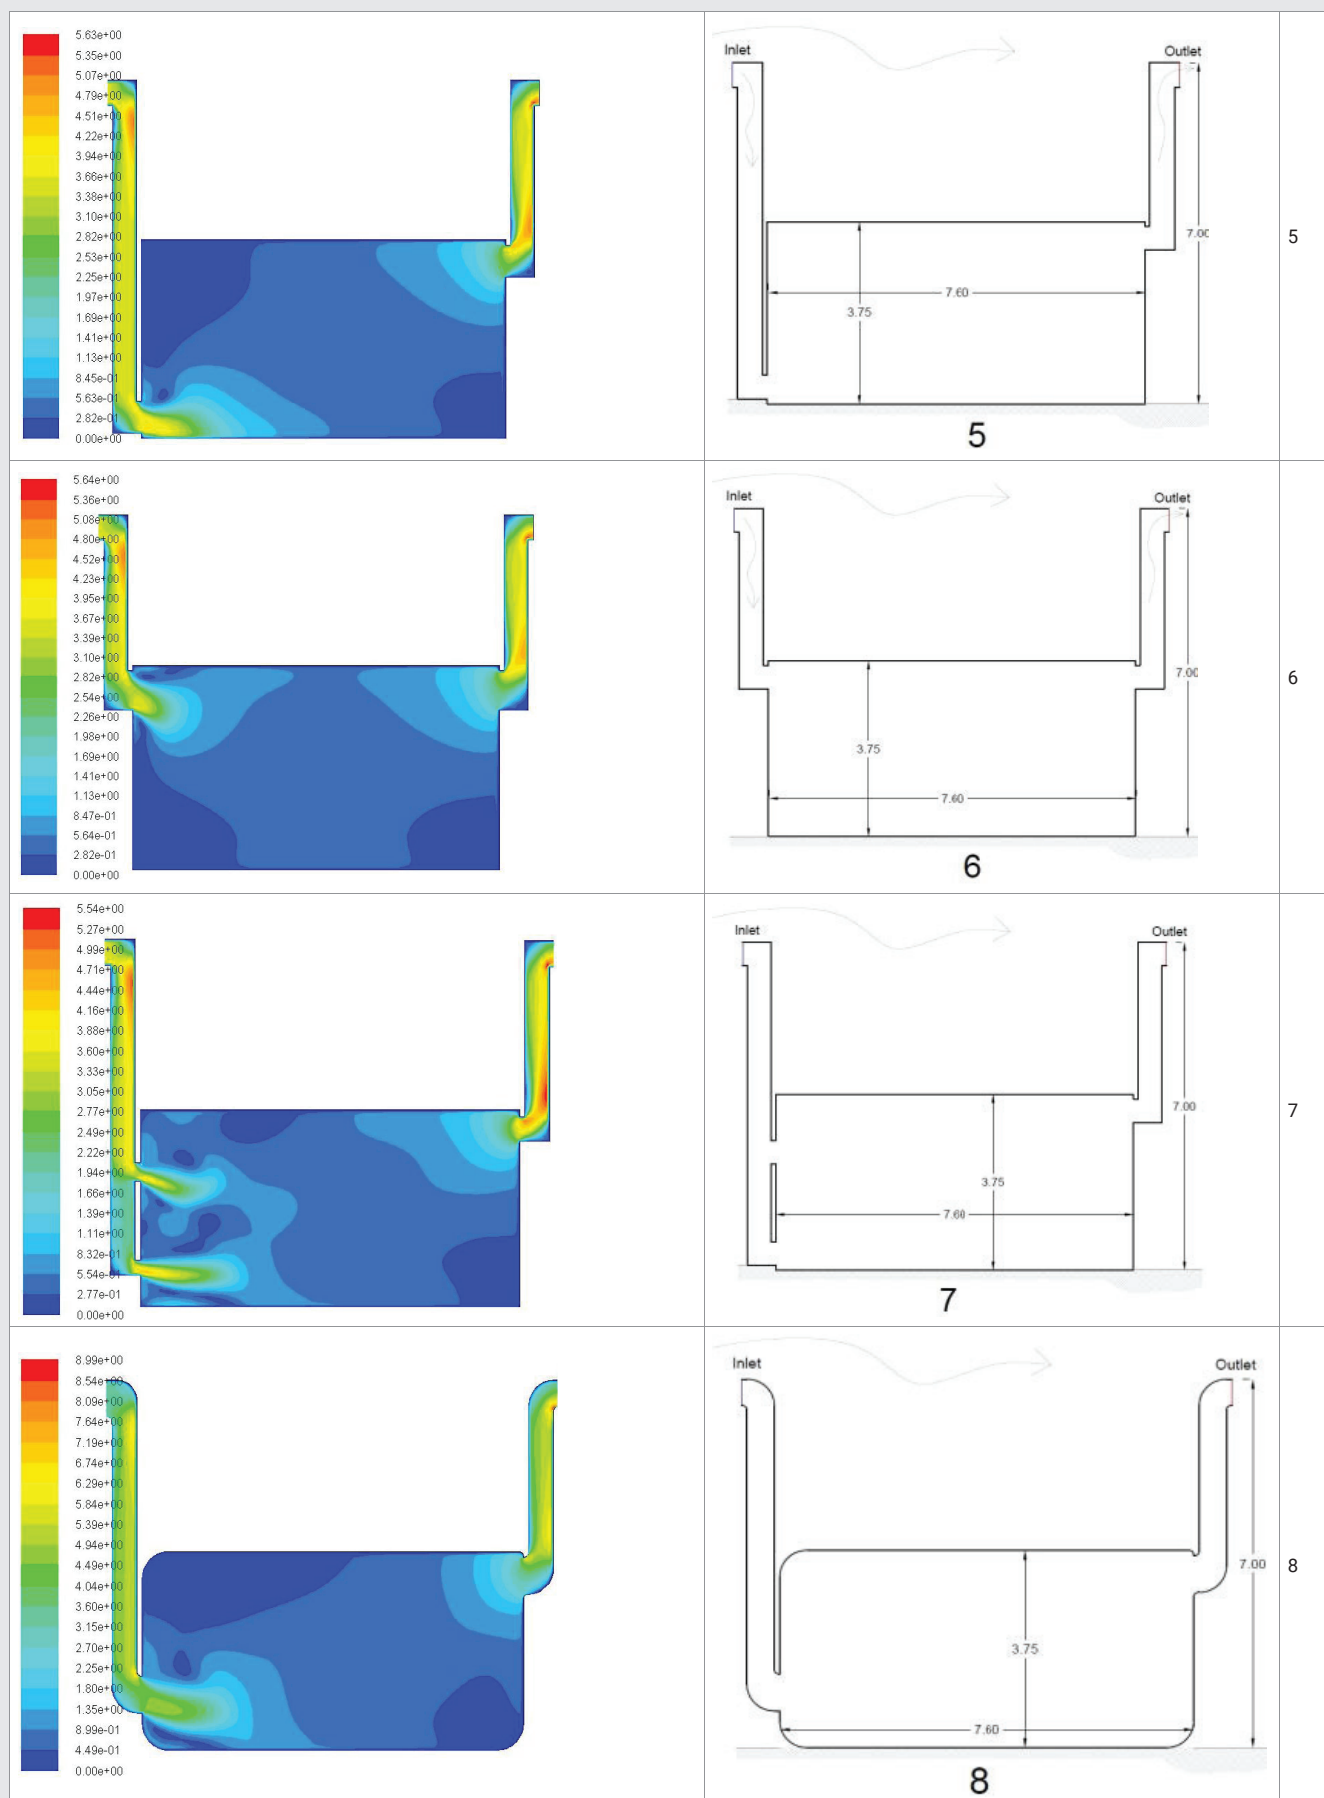 5.63e+00
5.35e+00
5.07e+00
4.79e+00
4.51e+00
4.22e+00
3.94e+00
3.66e+00
3.38e+00
3.10e+00
2.82e+00
2.53e+00
2.25e+00
1.97e+00
1.69e+00
1.41e+00
1.13e+00
8.45e-01
5.63e-01
2.82e-01
0.00e+00
Inlet
Outlet
7.00
7.60
3.75
5
5
5.64e+00
5.36e+00
5.08e+00
4.80e+00
4.52e+00
4.23e+00
3.95e+00
3.67e+00
3.39e+00
3.10e+00
2.82e+00
2.54e+00
2.26e+00
1.98e+00
1.69e+00
1.41e+00
1.13e+00
8.47e-01
5.64e-01
2.82e-01
0.00e+00
Inlet
Outlet
7.00
3.75
7.60
6
6
5.54e+00
5.27e+00
4.99e+00
4.71e+00
4.44e+00
4.16e+00
3.88e+00
3.60e+00
3.33e+00
3.05e+00
2.77e+00
2.49e+00
2.22e+00
1.94e+00
1.66e+00
1.39e+00
1.11e+00
8.32e-01
5.54e-01
2.77e-01
0.00e+00
Inlet
Outlet
7.00
3.75
7.60
7
7
8.99e+00
8.54e+00
8.09e+00
7.64e+00
7.19e+00
6.74e+00
6.29e+00
5.84e+00
5.39e+00
4.94e+00
4.49e+00
4.04e+00
3.60e+00
3.15e+00
2.70e+00
2.25e+00
1.80e+00
1.35e+00
8.99e-01
4.49e-01
0.00e+00
Inlet
Outlet
7.00
3.75
7.60
8
8